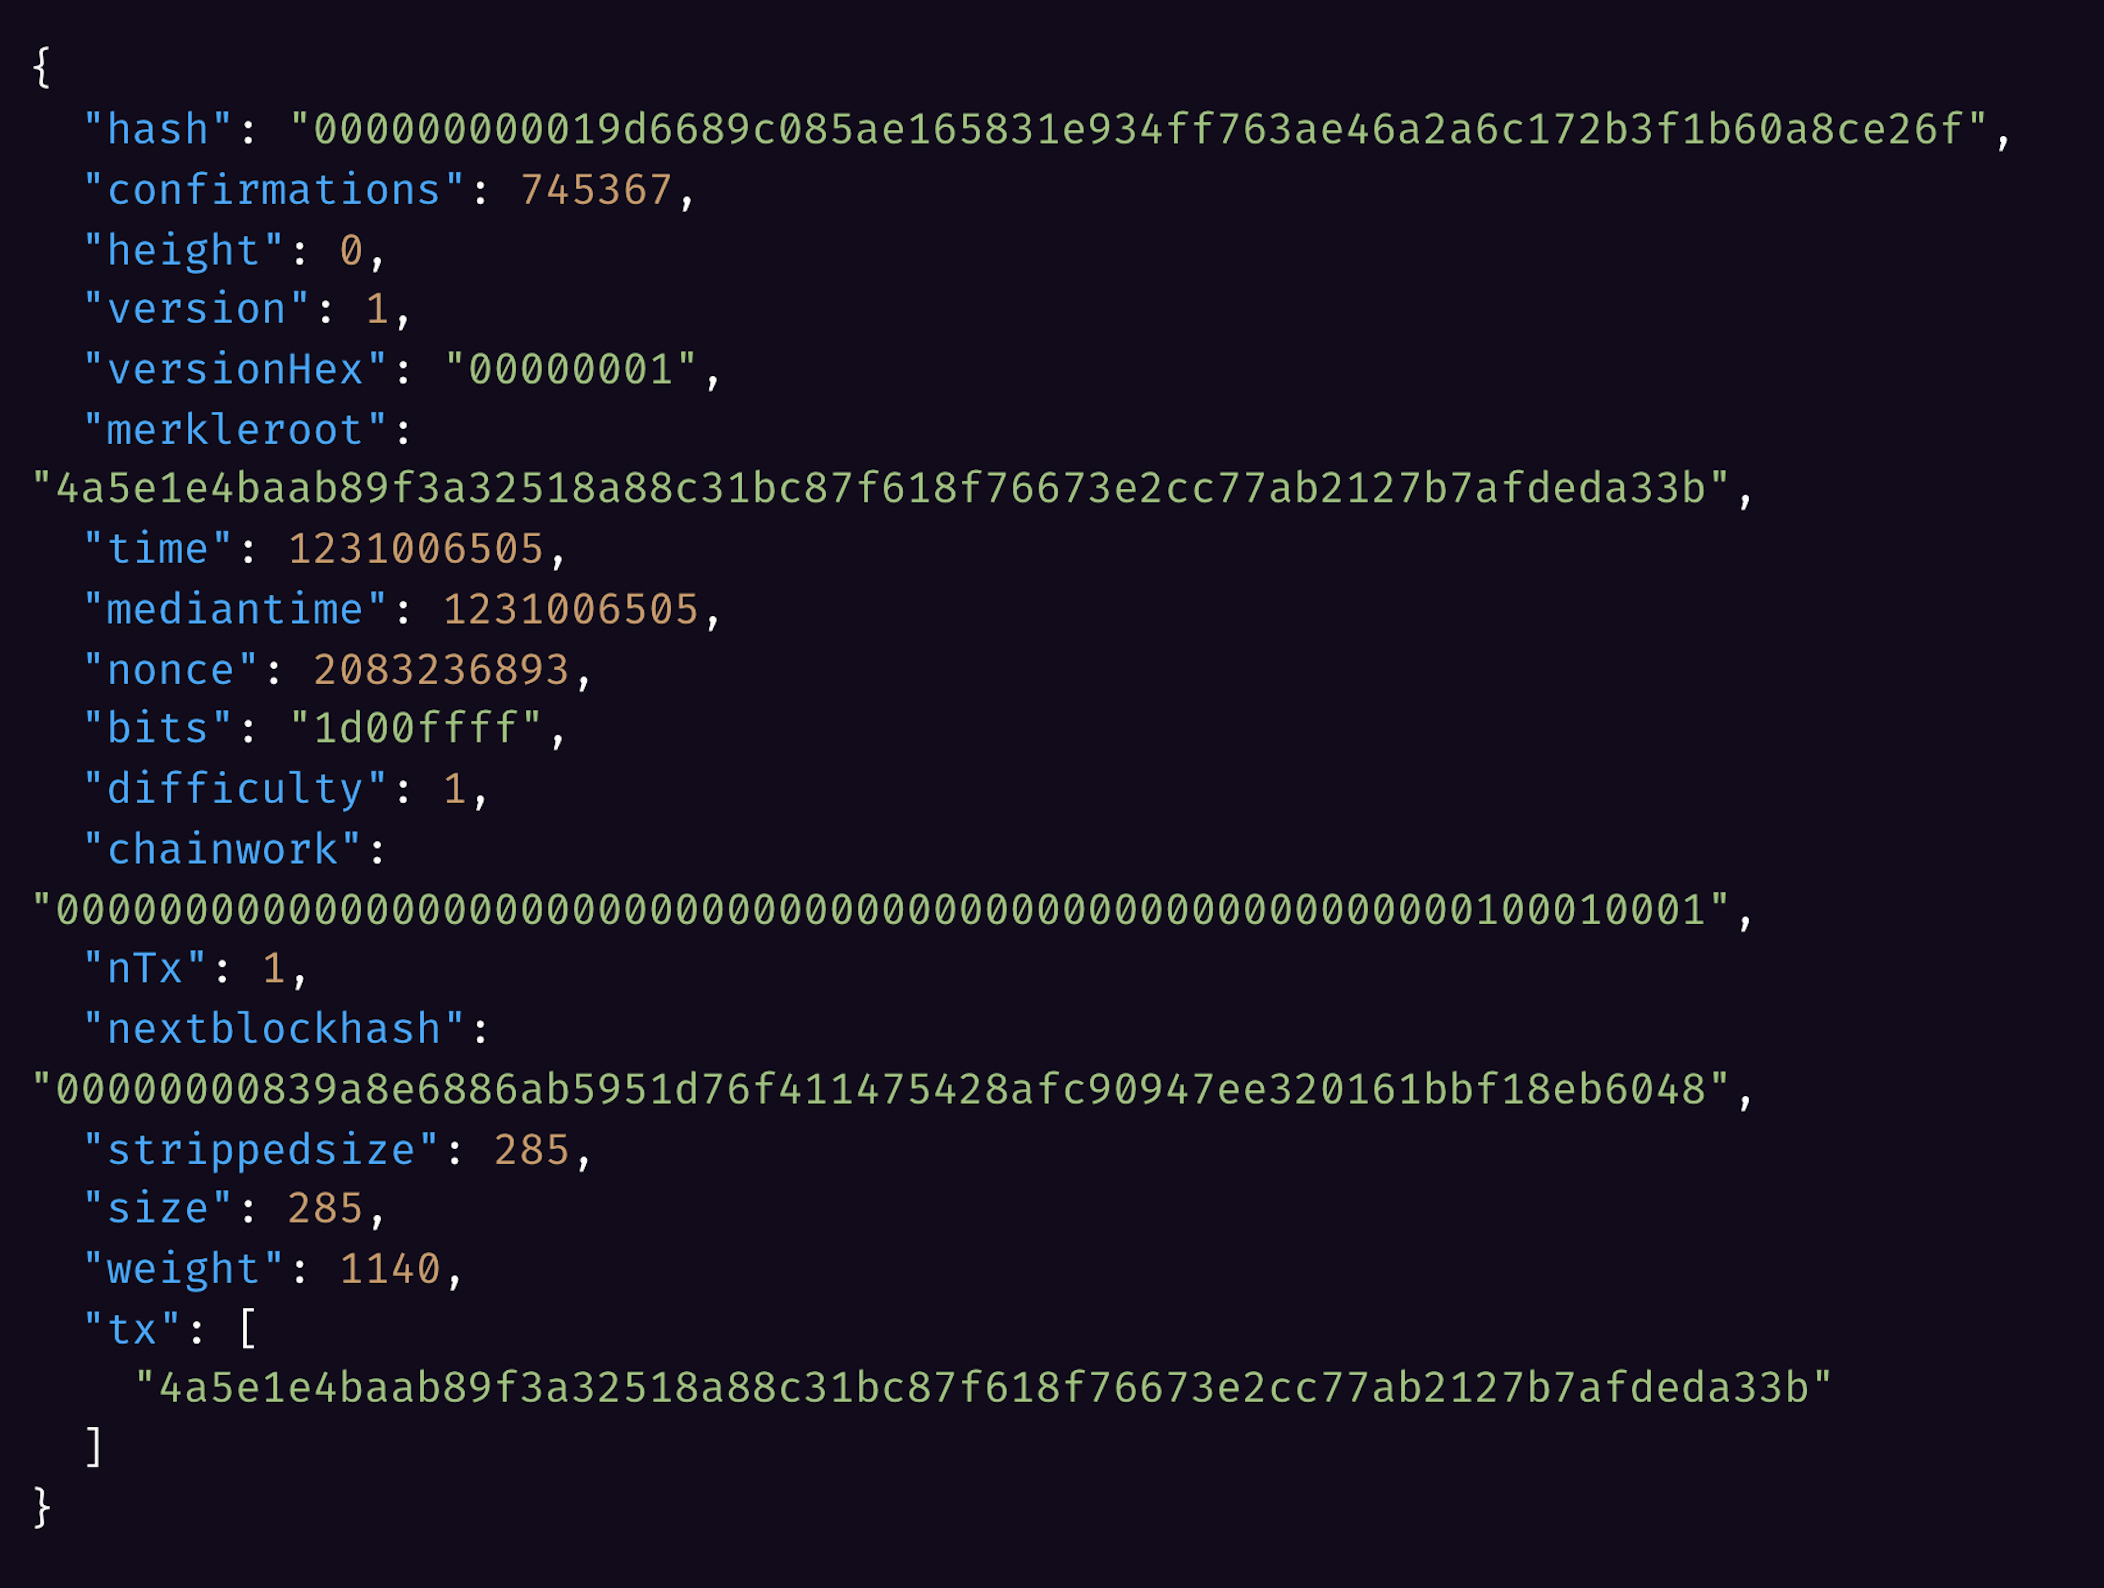 {
"hash": "000000000019d6689c085ae165831e934ff763ae46a2a6c172b3f1b60a8ce26f",
"confirmations": 745367,
"height": 0,
"version": 1,
"versionHex": "00000001",
"merkleroot":
"4a5e1e4baab89f3a32518a88c31bc87f618f76673e2cc77ab2127b7afdeda33b",
"time": 1231006505,
"mediantime": 1231006505,
"nonce": 2083236893,
"bits": "1d00ffff",
"difficulty": 1,
"chainwork":
"0000000000000000000000000000000000000000000000000000000100010001",
"nTx": 1,
"nextblockhash":
"00000000839a8e6886ab5951d76f411475428afc90947ee320161bbf18eb6048",
"strippedsize": 285,
"size": 285,
"weight": 1140,
"tx": [
"4a5e1e4baab89f3a32518a88c31bc87f618f76673e2cc77ab2127b7afdeda33b"
]
}